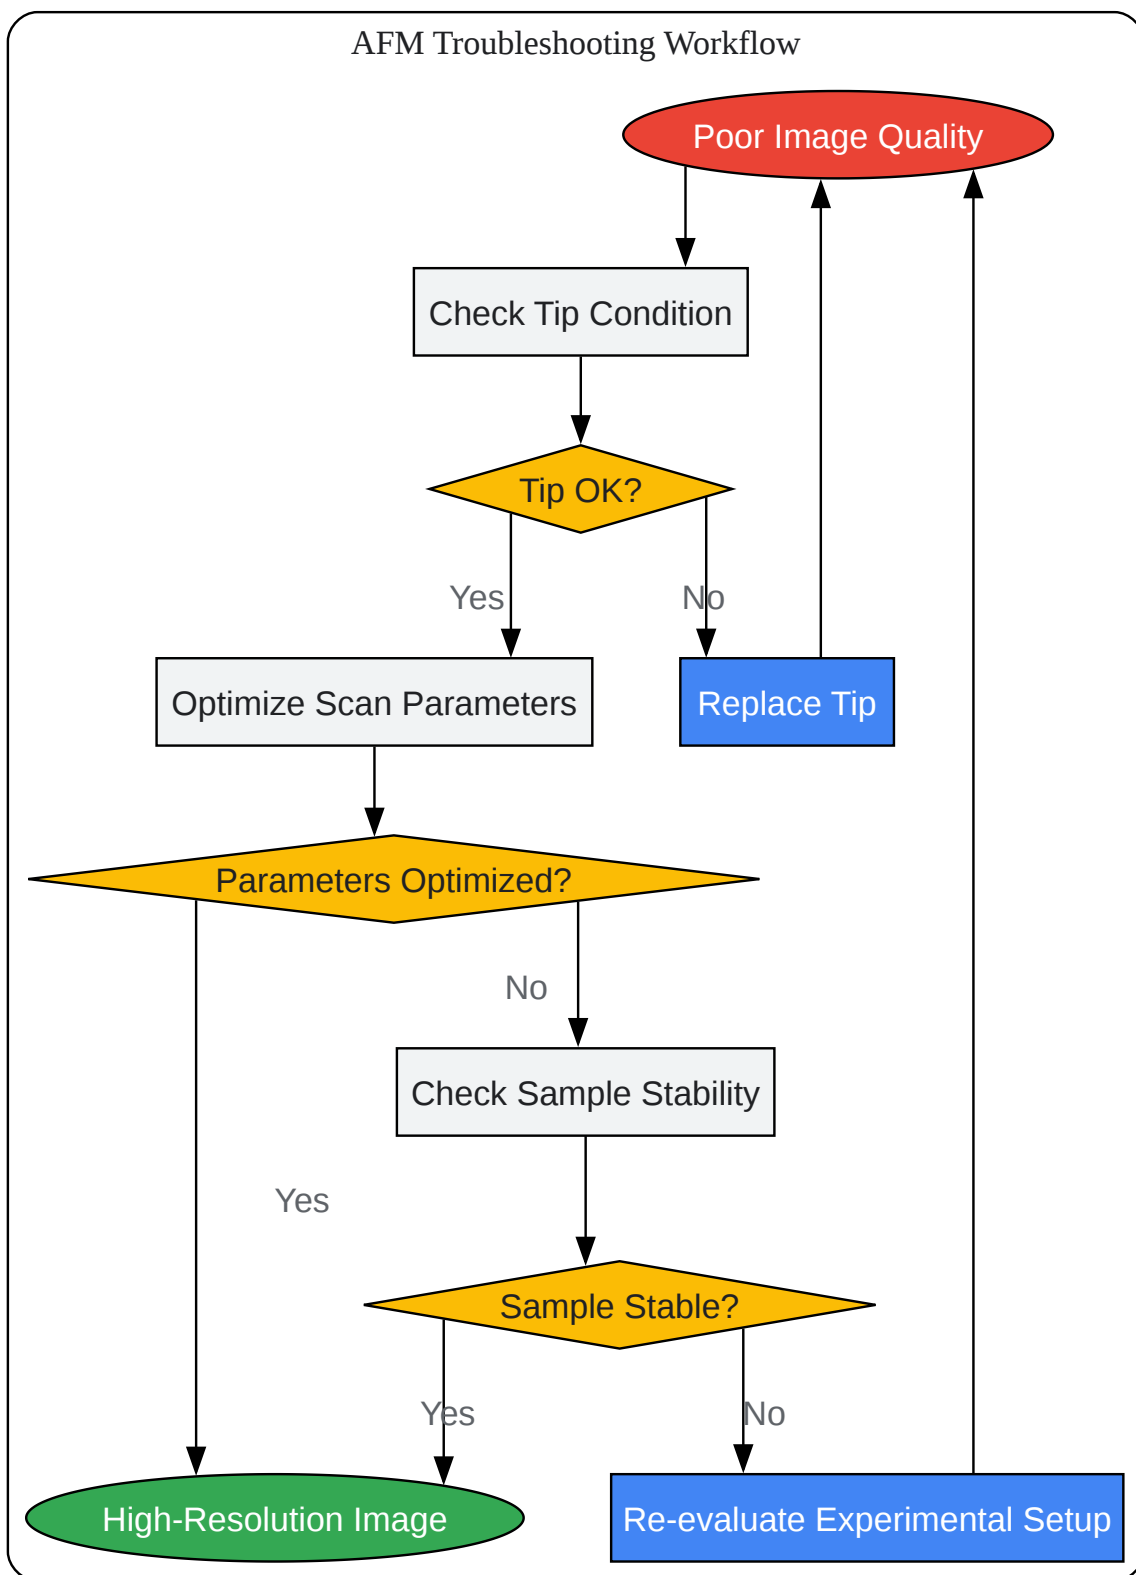 AFM Troubleshooting Workflow
Poor Image Quality
Check Tip Condition
Tip OK?
Yes
No
Optimize Scan Parameters
Replace Tip
Parameters Optimized?
No
Check Sample Stability
Yes
Sample Stable?
Yes
No
High-Resolution Image
Re-evaluate Experimental Setup